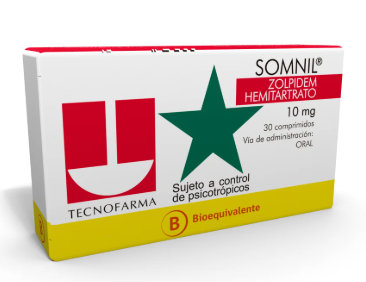 SOMNIL®
ZOLPIDEM
HEMITARTRATO
10 mg
30 comprimidos
Vía de administración:
ORAL
Sujeto a control
de psicotrópicos
TECNOFARMA
B Bioequivalente